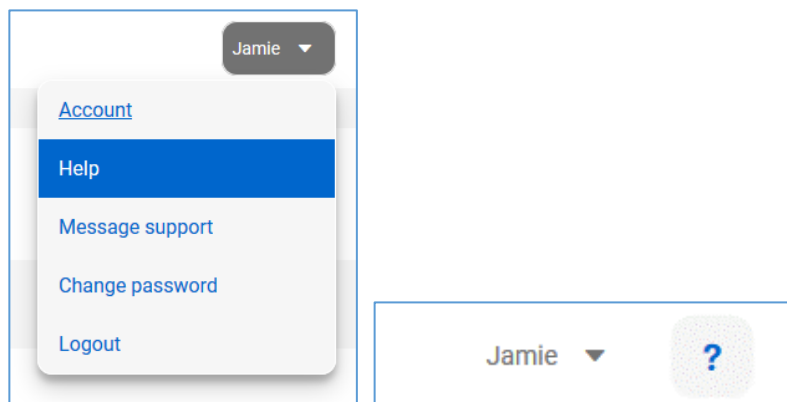 Jamie
Account
Help
Message support
Change password
Logout
Jamie ?